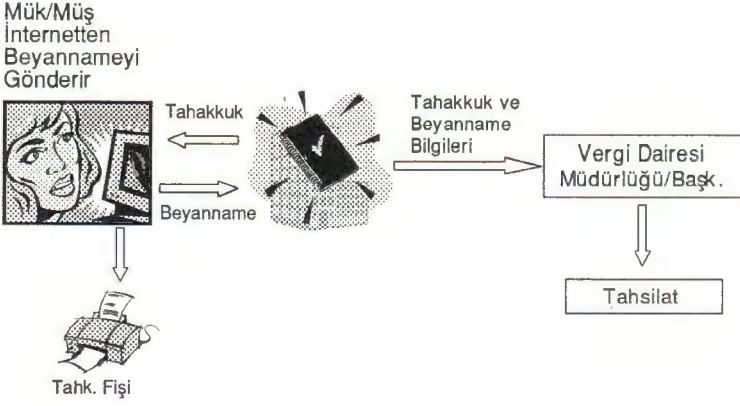 Mük/Müş
İnternetten
Beyannameyi
Gönderir
Tahakkuk
Beyanname
Tahakkuk ve
Beyanname
Bilgileri
Vergi Dairesi
Müdürlüğü/Başk.
Tahsilat
Tahk. Fişi